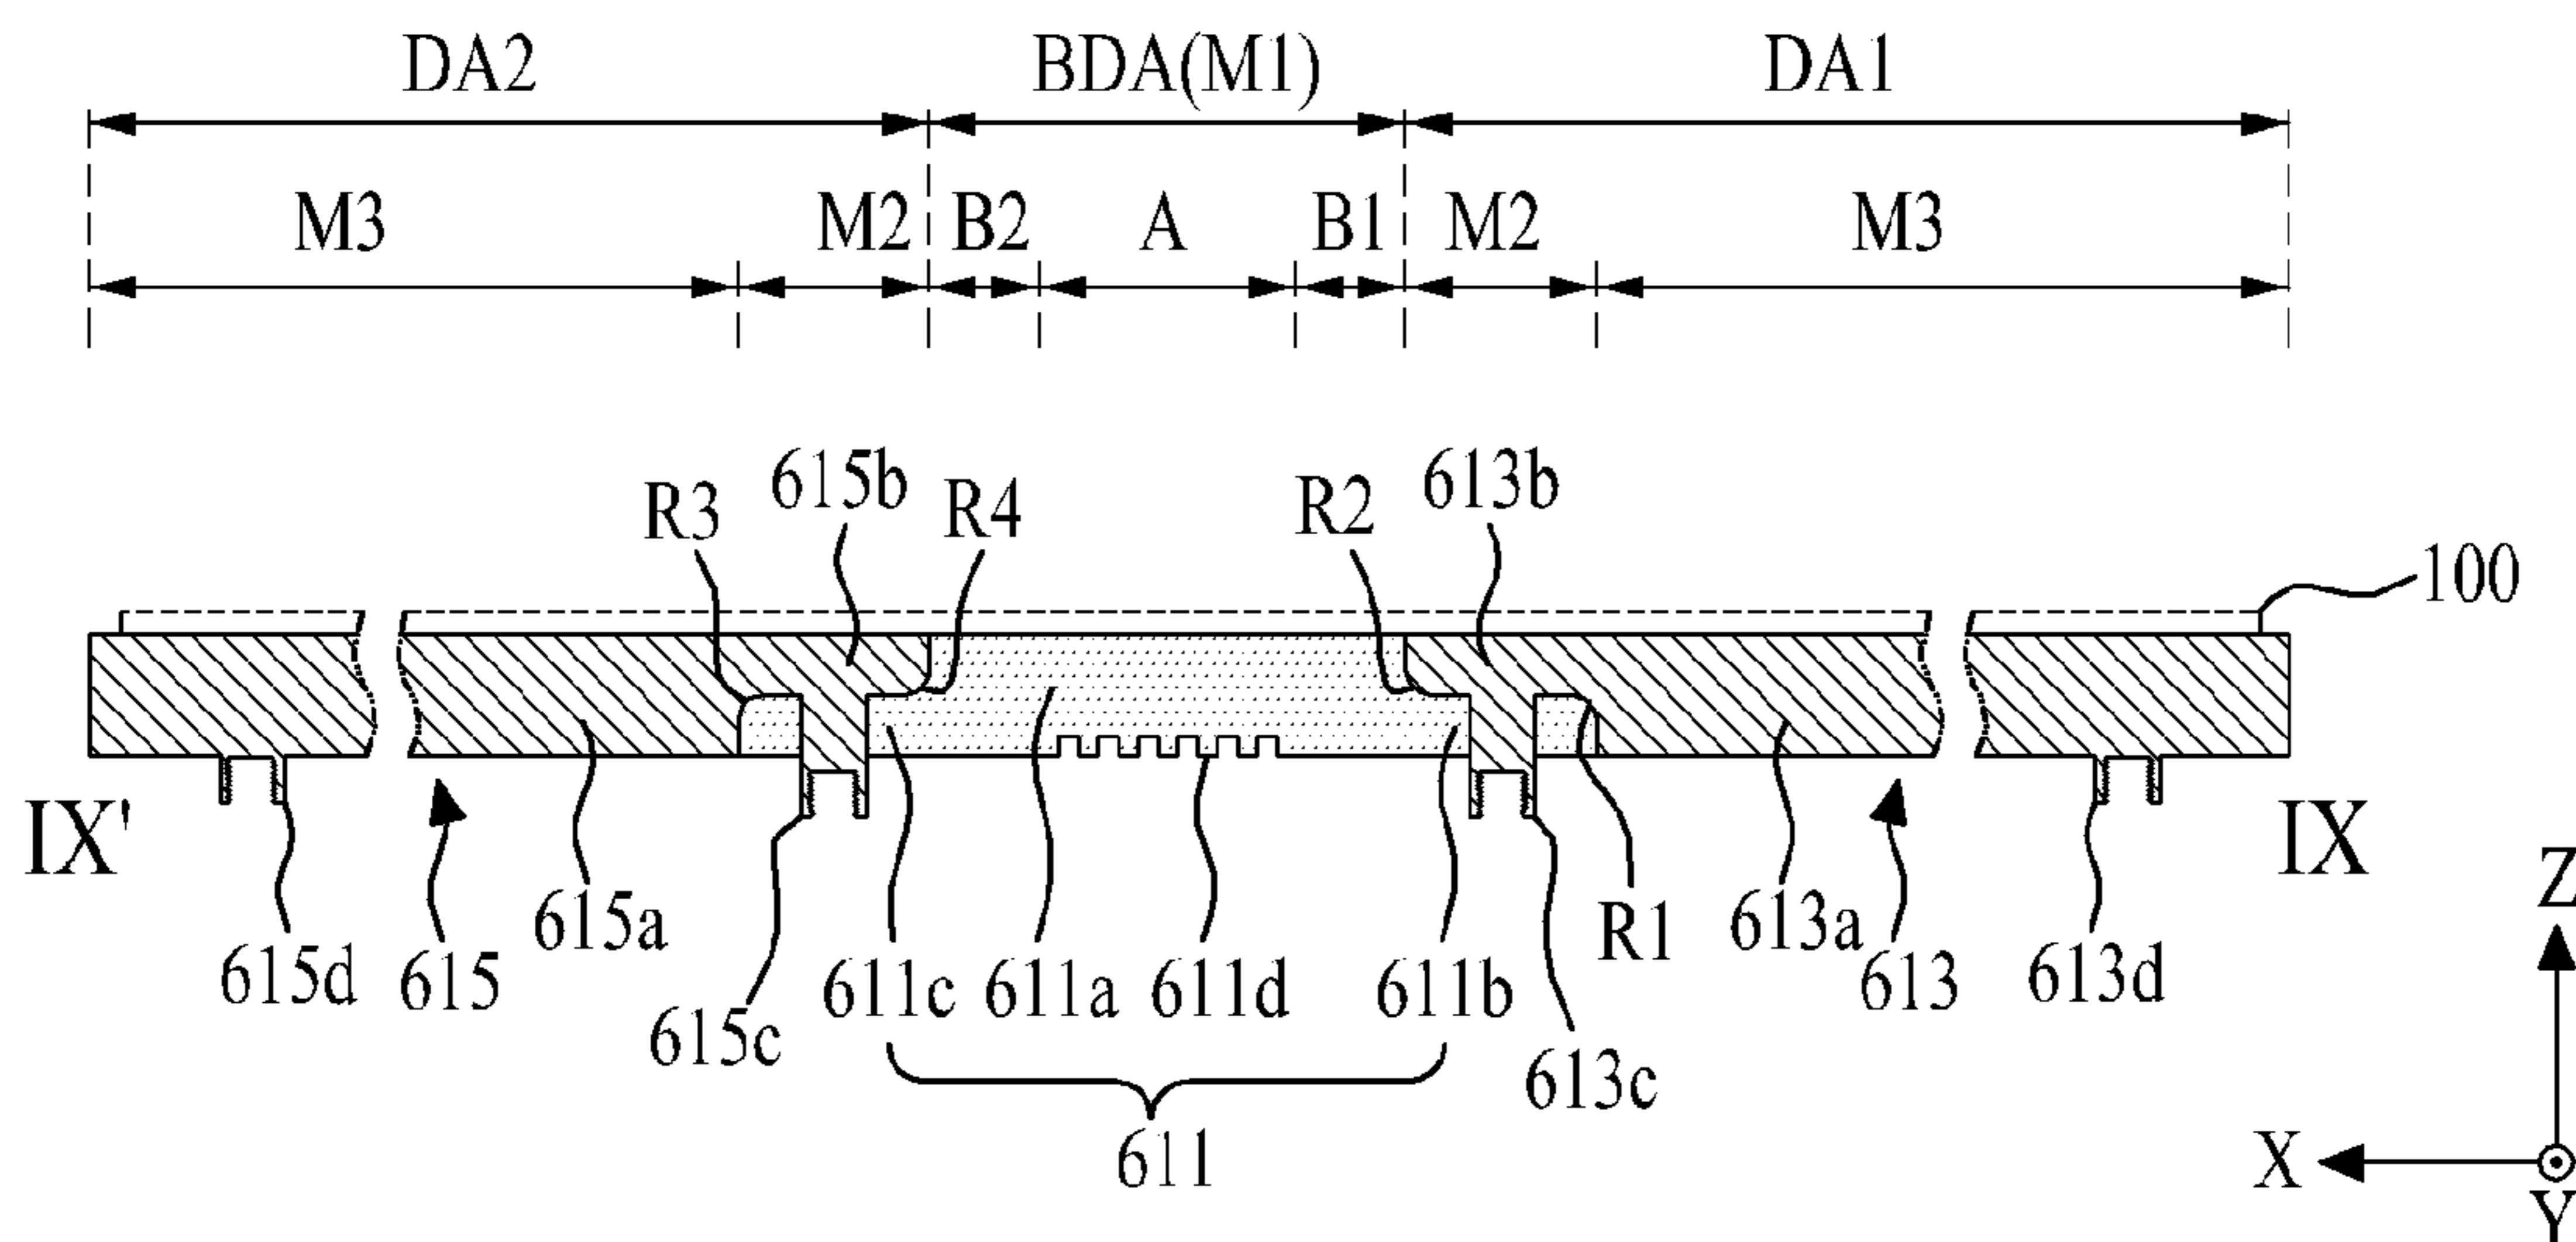 DA2 BDA(M1) DA1
M3 M2 B2 A B1 M2 M3
R3 615b R4 R2 613b
100
IX' IX
615d 615 615a 615c 611c 611a 611d 611b 613c R1 613a 613 613d
611
Z
X
Y